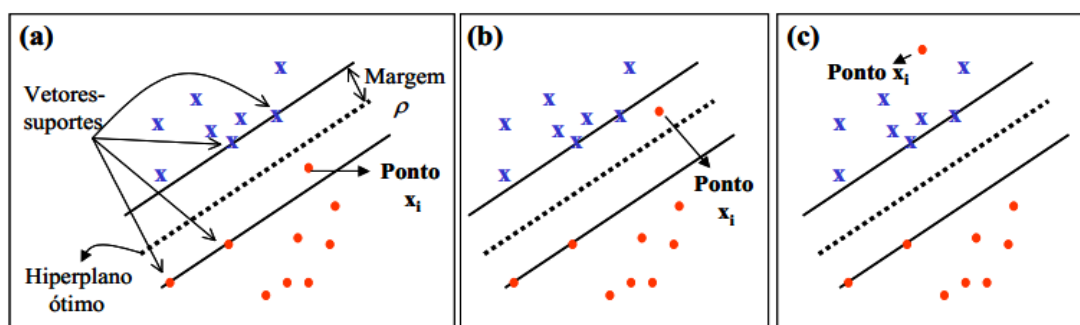 (a)
Vetores-
suportes
Margem
ρ
Ponto
xi
Hiperplano
ótimo
(b)
Ponto
xi
(c)
Ponto xi